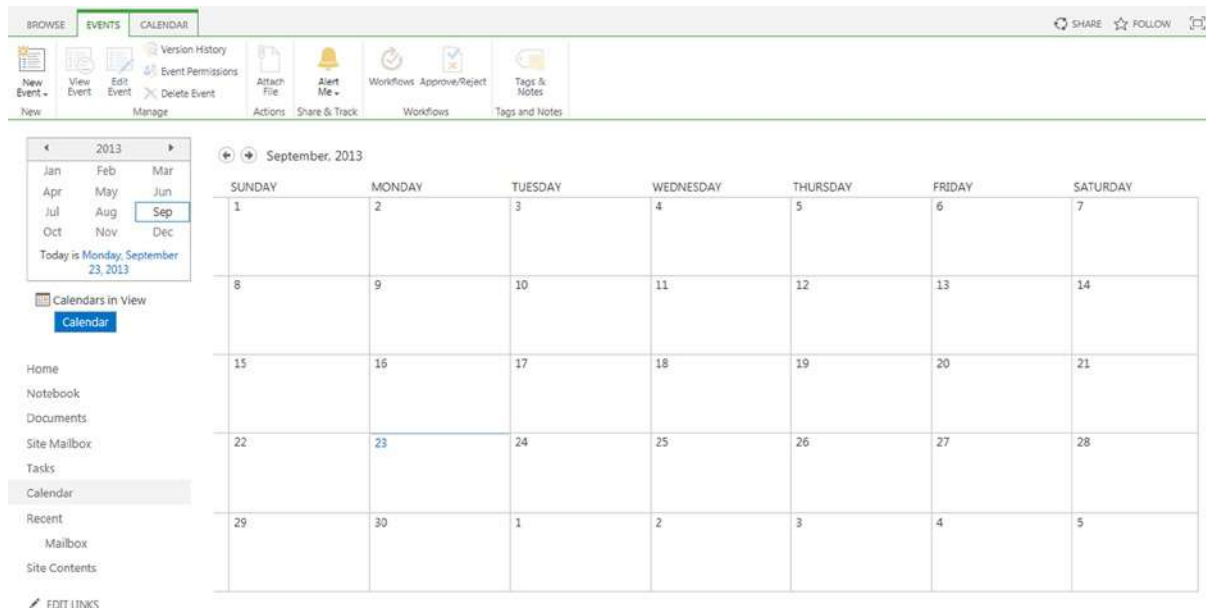 BROWSE EVENTS CALENDAR SHARE FOLLOW
New Event
View Event
Edit Event
Version History
Event Permissions
Delete Event
Attach File
Alert Me
Workflows
Approve/Reject
Tags & Notes
New Manage Actions Share & Track Workflows Tags and Notes
2013
Jan Feb Mar
Apr May Jun
Jul Aug Sep
Oct Nov Dec
Today is Monday, September
23, 2013
Calendars in View
Calendar
Home
Notebook
Documents
Site Mailbox
Tasks
Calendar
Recent
Mailbox
Site Contents
EDIT LINKS
September, 2013
SUNDAY MONDAY TUESDAY WEDNESDAY THURSDAY FRIDAY SATURDAY
1 2 3 4 5 6 7
8 9 10 11 12 13 14
15 16 17 18 19 20 21
22 23 24 25 26 27 28
29 30 1 2 3 4 5